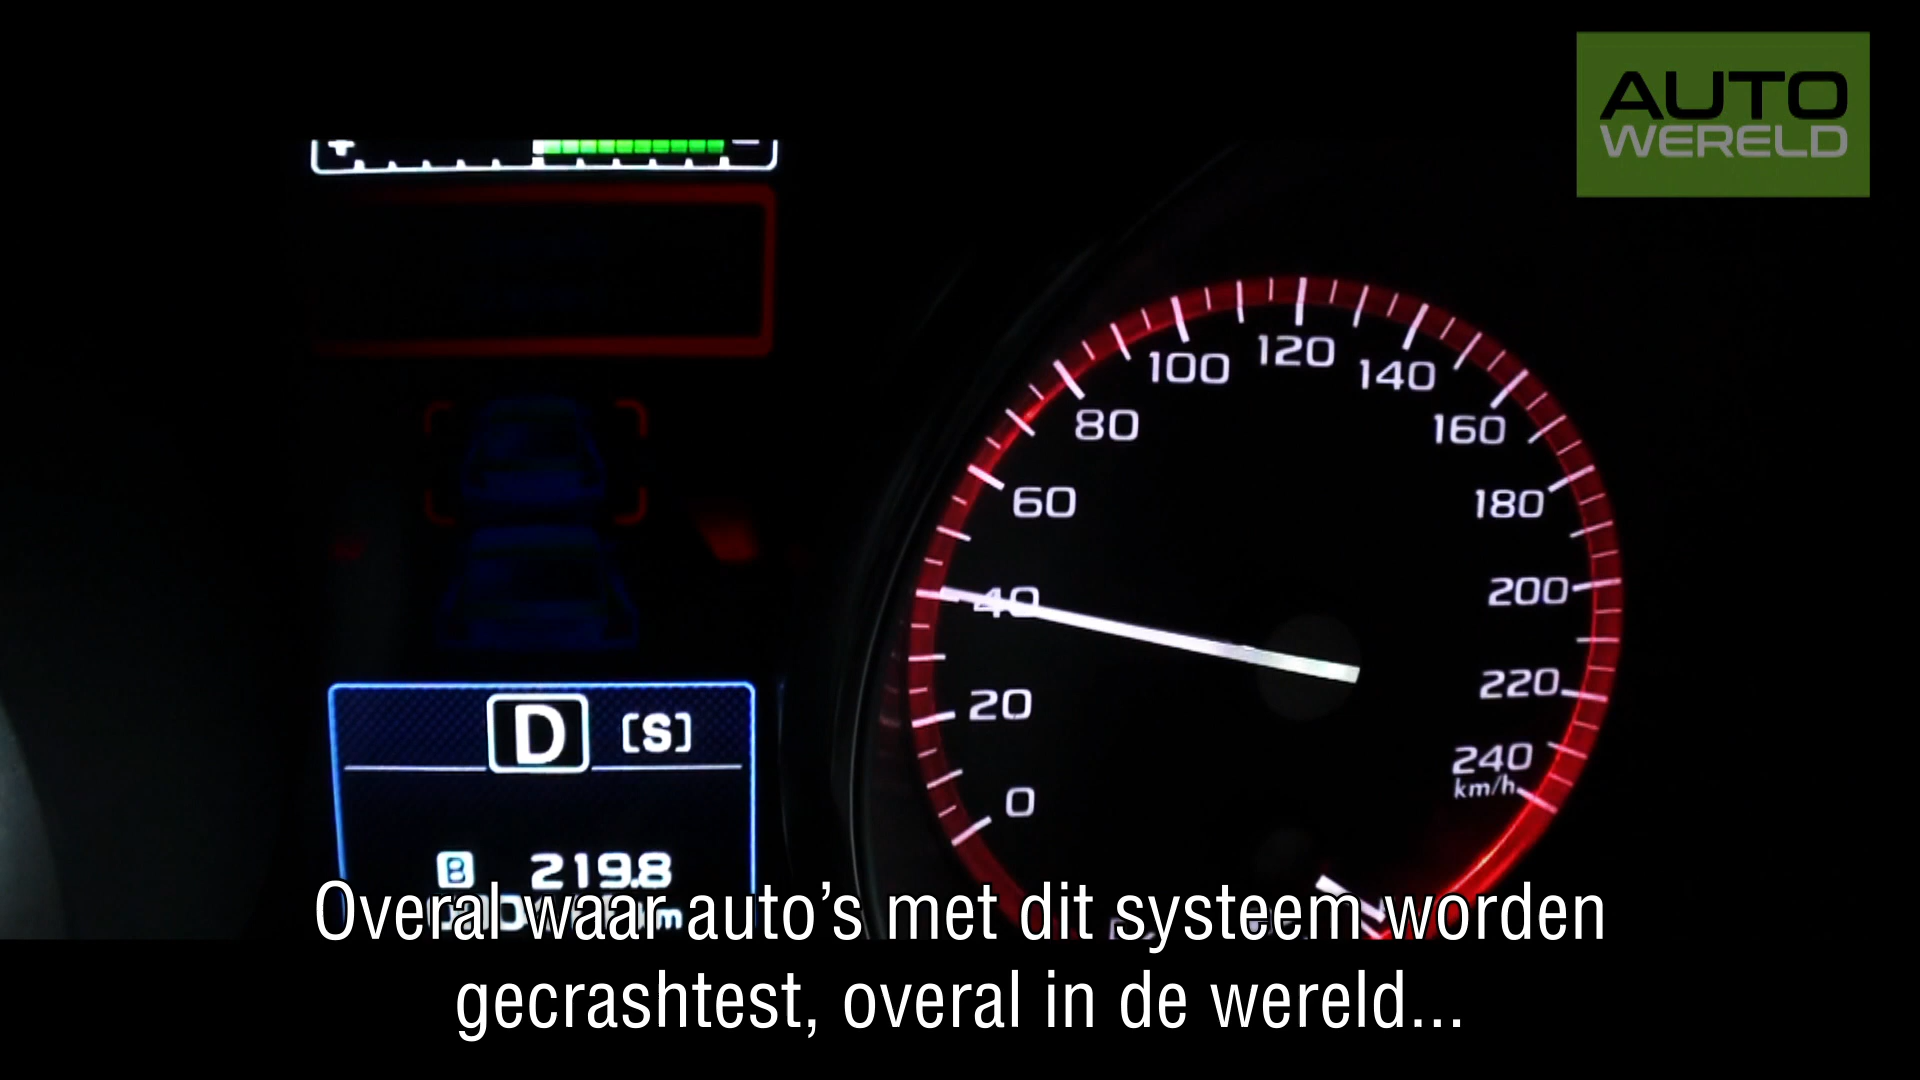 AUTO
WERELD
100
120
140
80
160
60
180
40
200
20
220
240
km/h
0
D [S]
B 219.8
Overal waar auto’s met dit systeem worden
gecrashtest, overal in de wereld...